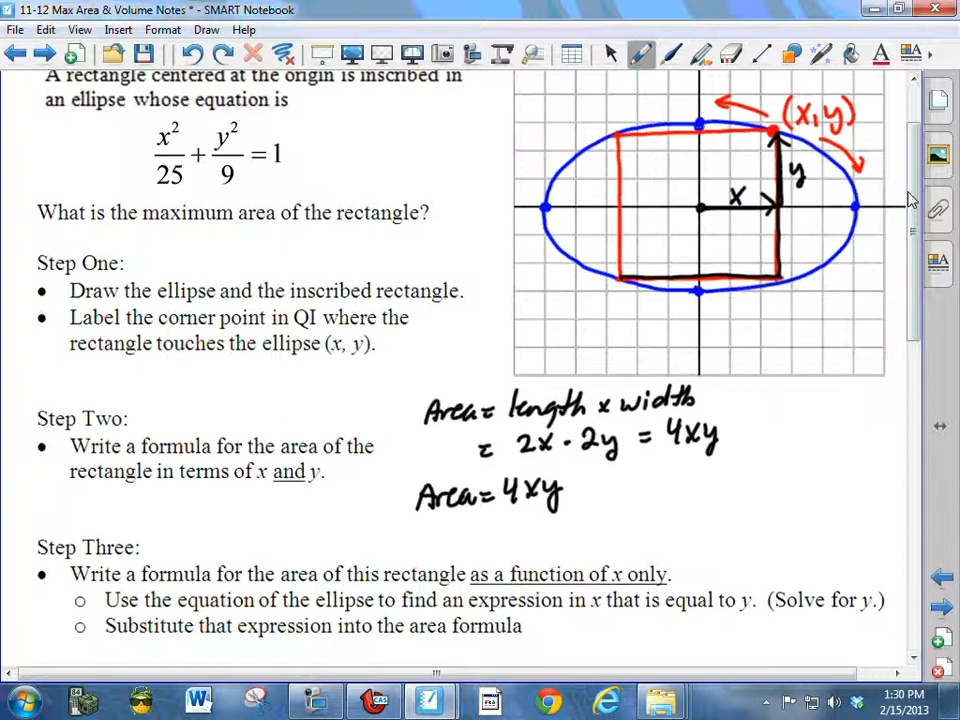 11-12 Max Area & Volume Notes * - SMART Notebook
File Edit View Insert Format Draw Help
A rectangle centered at the origin is inscribed in
an ellipse whose equation is
x²/25 + y²/9 = 1
What is the maximum area of the rectangle?
(x,y)
y
x
Step One:
• Draw the ellipse and the inscribed rectangle.
• Label the corner point in QI where the
rectangle touches the ellipse (x, y).
Area = length x width
= 2x · 2y = 4xy
Area = 4xy
Step Two:
• Write a formula for the area of the
rectangle in terms of x and y.
Step Three:
• Write a formula for the area of this rectangle as a function of x only.
o Use the equation of the ellipse to find an expression in x that is equal to y. (Solve for y.)
o Substitute that expression into the area formula
84
CAS
1:30 PM
2/15/2013